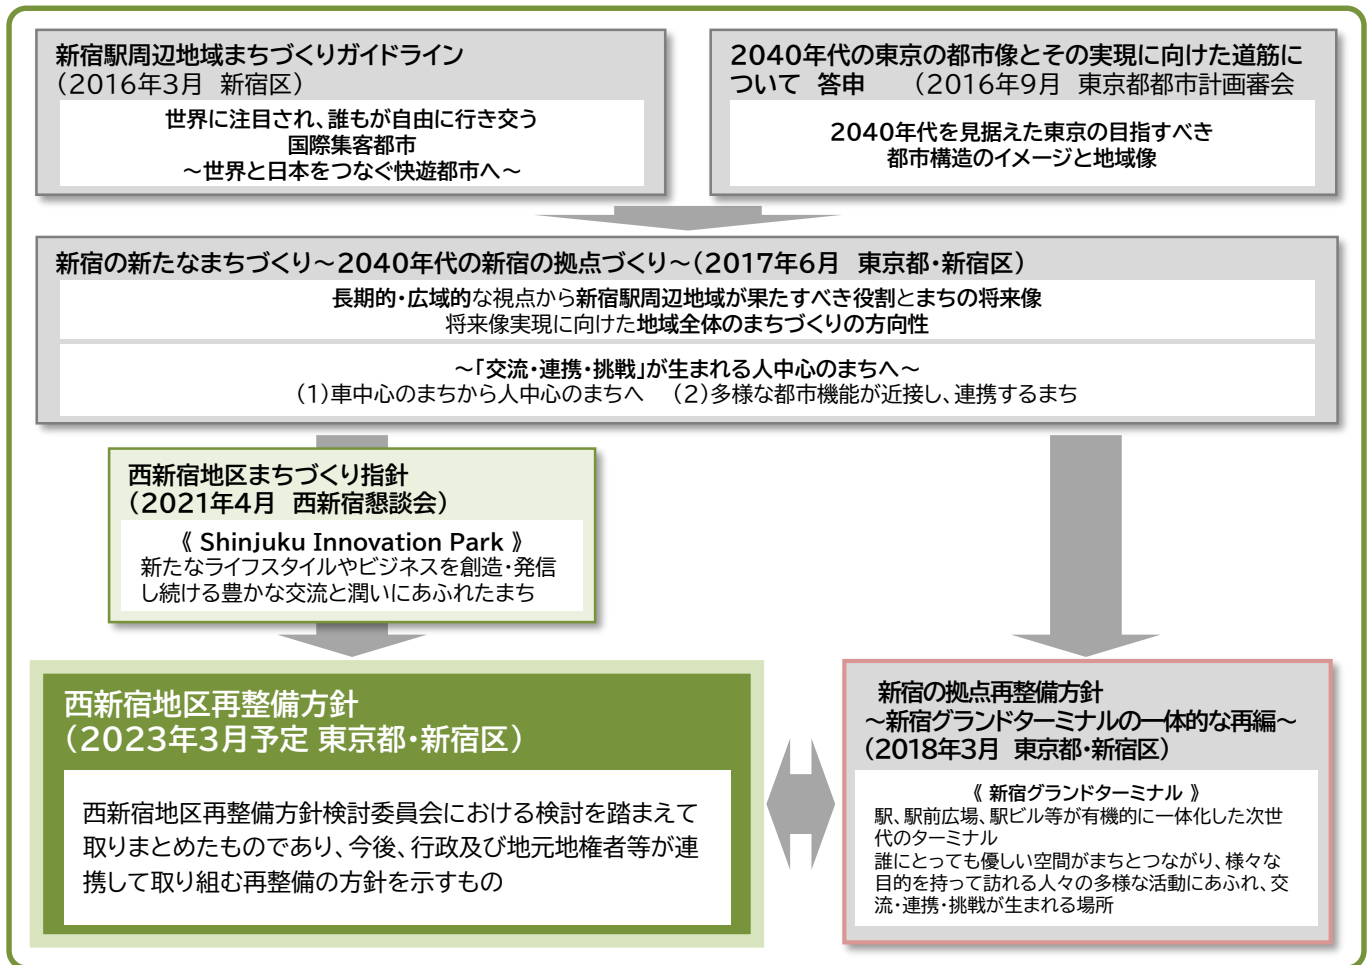 新宿駅周辺地域まちづくりガイドライン
(2016年3月 新宿区)
世界に注目され、誰もが自由に行き交う
国際集客都市
～世界と日本をつなぐ快遊都市へ～
2040年代の東京の都市像とその実現に向けた道筋に
ついて 答申 (2016年9月 東京都都市計画審会
2040年代を見据えた東京の目指すべき
都市構造のイメージと地域像
新宿の新たなまちづくり～2040年代の新宿の拠点づくり～(2017年6月 東京都・新宿区)
長期的・広域的な視点から新宿駅周辺地域が果たすべき役割とまちの将来像
将来像実現に向けた地域全体のまちづくりの方向性
～「交流・連携・挑戦」が生まれる人中心のまちへ～
(1)車中心のまちから人中心のまちへ (2)多様な都市機能が近接し、連携するまち
西新宿地区まちづくり指針
(2021年4月 西新宿懇談会)
《 Shinjuku Innovation Park 》
新たなライフスタイルやビジネスを創造・発信
し続ける豊かな交流と潤いにあふれたまち
西新宿地区再整備方針
(2023年3月予定 東京都・新宿区)
西新宿地区再整備方針検討委員会における検討を踏まえて
取りまとめたものであり、今後、行政及び地元地権者等が連
携して取り組む再整備の方針を示すもの
新宿の拠点再整備方針
～新宿グランドターミナルの一体的な再編～
(2018年3月 東京都・新宿区)
《 新宿グランドターミナル 》
駅、駅前広場、駅ビル等が有機的に一体化した次世
代のターミナル
誰にとっても優しい空間がまちとつながり、様々な
目的を持って訪れる人々の多様な活動にあふれ、交
流・連携・挑戦が生まれる場所